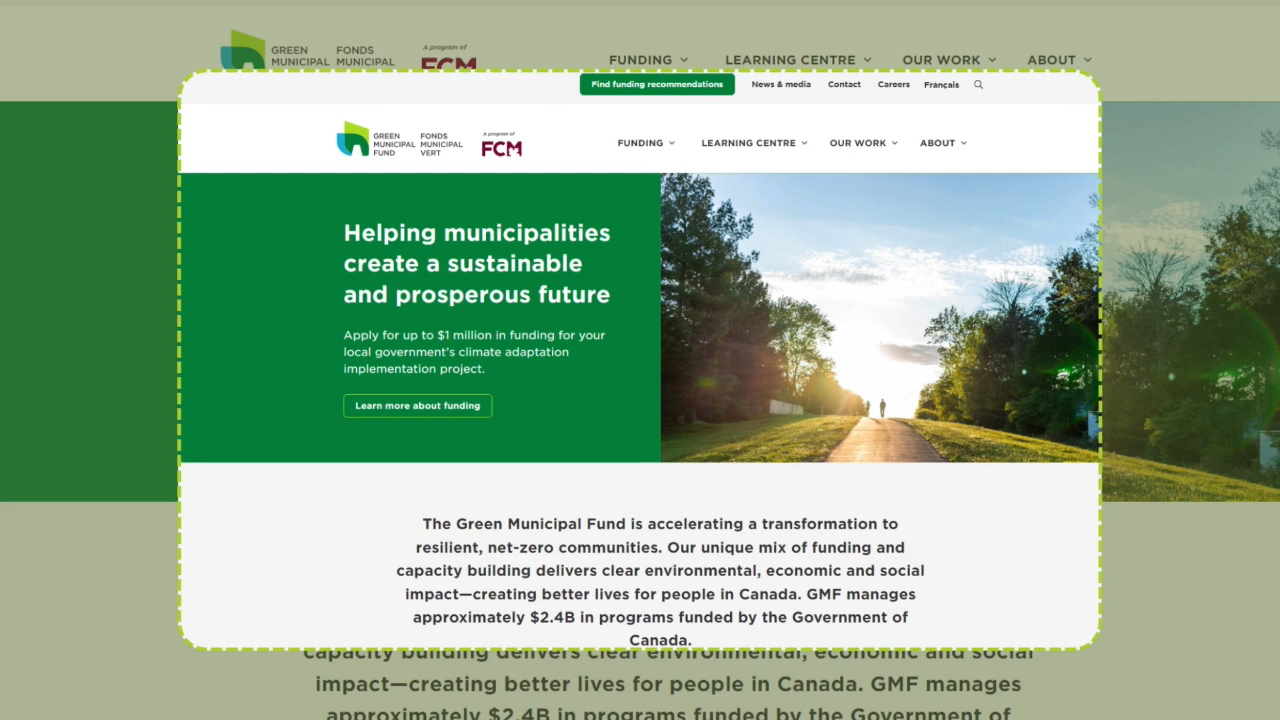 GREEN
MUNICIPAL
FONDS
MUNICIPAL
A program of
FCM
FUNDING
LEARNING CENTRE
OUR WORK
ABOUT
Find funding recommendations
News & media
Contact
Careers
Français
GREEN
MUNICIPAL
FUND
FONDS
MUNICIPAL
VERT
A program of
FCM
FUNDING
LEARNING CENTRE
OUR WORK
ABOUT
Helping municipalities
create a sustainable
and prosperous future
Apply for up to $1 million in funding for your
local government's climate adaptation
implementation project.
Learn more about funding
The Green Municipal Fund is accelerating a transformation to
resilient, net-zero communities. Our unique mix of funding and
capacity building delivers clear environmental, economic and social
impact—creating better lives for people in Canada. GMF manages
approximately $2.4B in programs funded by the Government of
Canada.
capacity building delivers clear environmental, economic and social
impact—creating better lives for people in Canada. GMF manages
approximately $2.4B in programs funded by the Government of